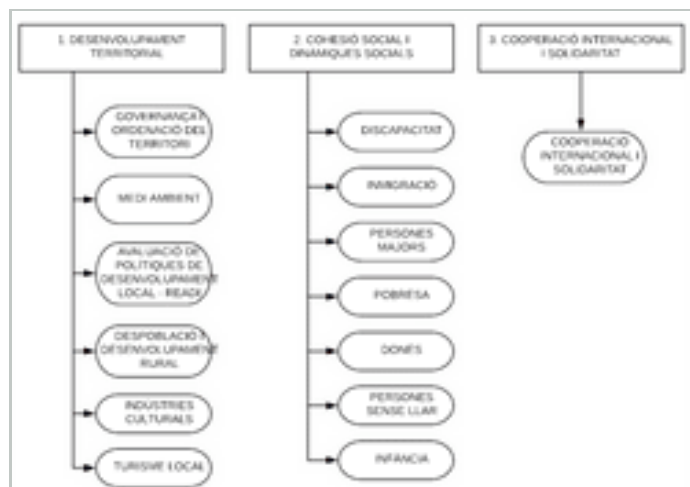 1. DESENVOLUPAMENT
TERRITORIAL
GOVERNANÇA I
ORDENACIÓ DEL
TERRITORI
MEDI AMBIENT
AVALUACIÓ DE
POLÍTIQUES DE
DESENVOLUPAMENT
LOCAL - READI
DESPOBLACIÓ I
DESENVOLUPAMENT
RURAL
INDÚSTRIES
CULTURALS
TURISME LOCAL
2. COHESIÓ SOCIAL I
DINÀMIQUES SOCIALS
DISCAPACITAT
INMIGRACIÓ
PERSONES
MAJORS
POBRESA
DONES
PERSONES
SENSE LLAR
INFÀNCIA
3. COOPERACIÓ INTERNACIONAL
I SOLIDARITAT
COOPERACIÓ
INTERNACIONAL I
SOLIDARITAT